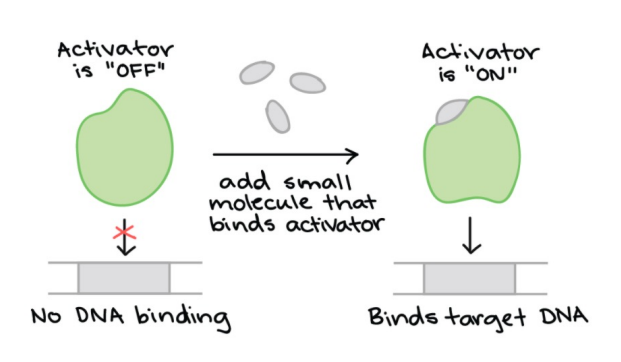 Activator
is "OFF"
Activator
is "ON"
add small
molecule that
binds activator
No DNA binding
Binds target DNA